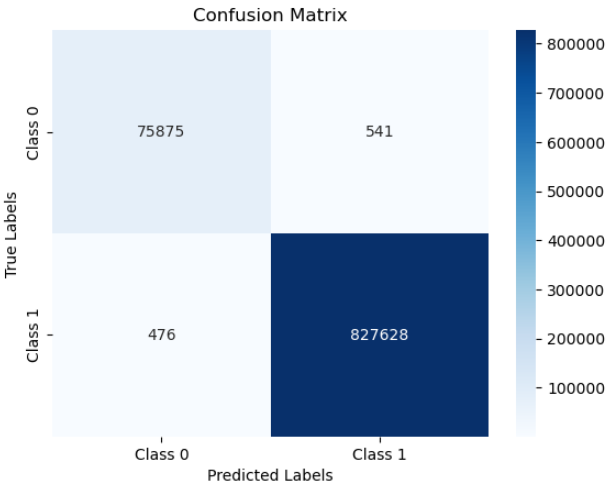 Confusion Matrix
True Labels
Class 0
75875
541
Class 1
476
827628
Class 0
Class 1
Predicted Labels
800000
700000
600000
500000
400000
300000
200000
100000